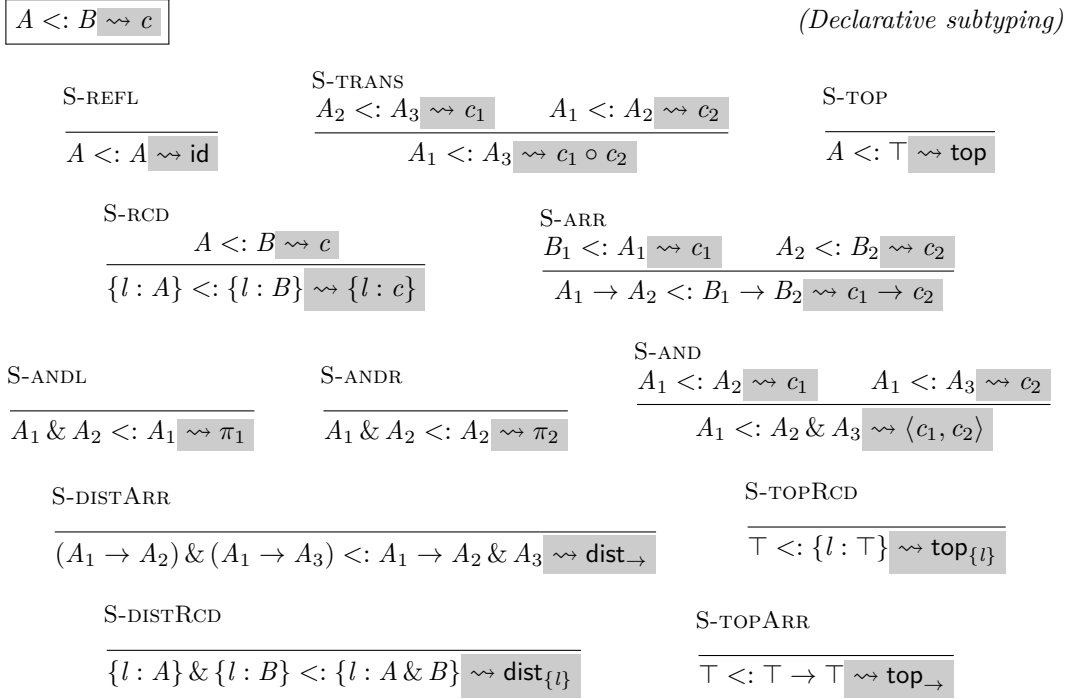 A <: B ⇝ c (Declarative subtyping)
S-REFL
A <: A ⇝ id
S-TRANS
A₂ <: A₃ ⇝ c₁ A₁ <: A₂ ⇝ c₂
A₁ <: A₃ ⇝ c₁ ∘ c₂
S-TOP
A <: ⊤ ⇝ top
S-RCD
A <: B ⇝ c
{l : A} <: {l : B} ⇝ {l : c}
S-ARR
B₁ <: A₁ ⇝ c₁ A₂ <: B₂ ⇝ c₂
A₁ → A₂ <: B₁ → B₂ ⇝ c₁ → c₂
S-ANDL
A₁ & A₂ <: A₁ ⇝ π₁
S-ANDR
A₁ & A₂ <: A₂ ⇝ π₂
S-AND
A₁ <: A₂ ⇝ c₁ A₁ <: A₃ ⇝ c₂
A₁ <: A₂ & A₃ ⇝ ⟨c₁, c₂⟩
S-DISTARR
(A₁ → A₂) & (A₁ → A₃) <: A₁ → A₂ & A₃ ⇝ dist→
S-TOPRCD
⊤ <: {l : ⊤} ⇝ top{l}
S-DISTRCD
{l : A} & {l : B} <: {l : A & B} ⇝ dist{l}
S-TOPARR
⊤ <: ⊤ → ⊤ ⇝ top→